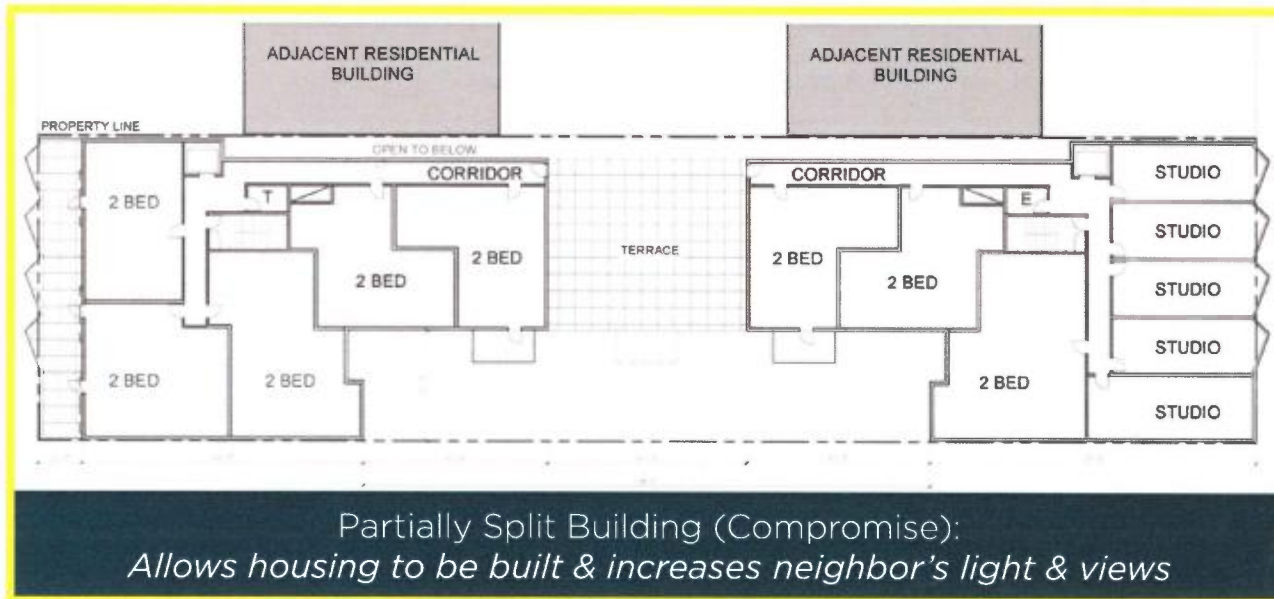 ADJACENT RESIDENTIAL
BUILDING
ADJACENT RESIDENTIAL
BUILDING
PROPERTY LINE
OPEN TO BELOW
CORRIDOR
CORRIDOR
STUDIO
2 BED
T
E
STUDIO
2 BED
2 BED
TERRACE
2 BED
2 BED
STUDIO
STUDIO
2 BED
2 BED
2 BED
STUDIO
Partially Split Building (Compromise):
Allows housing to be built & increases neighbor's light & views